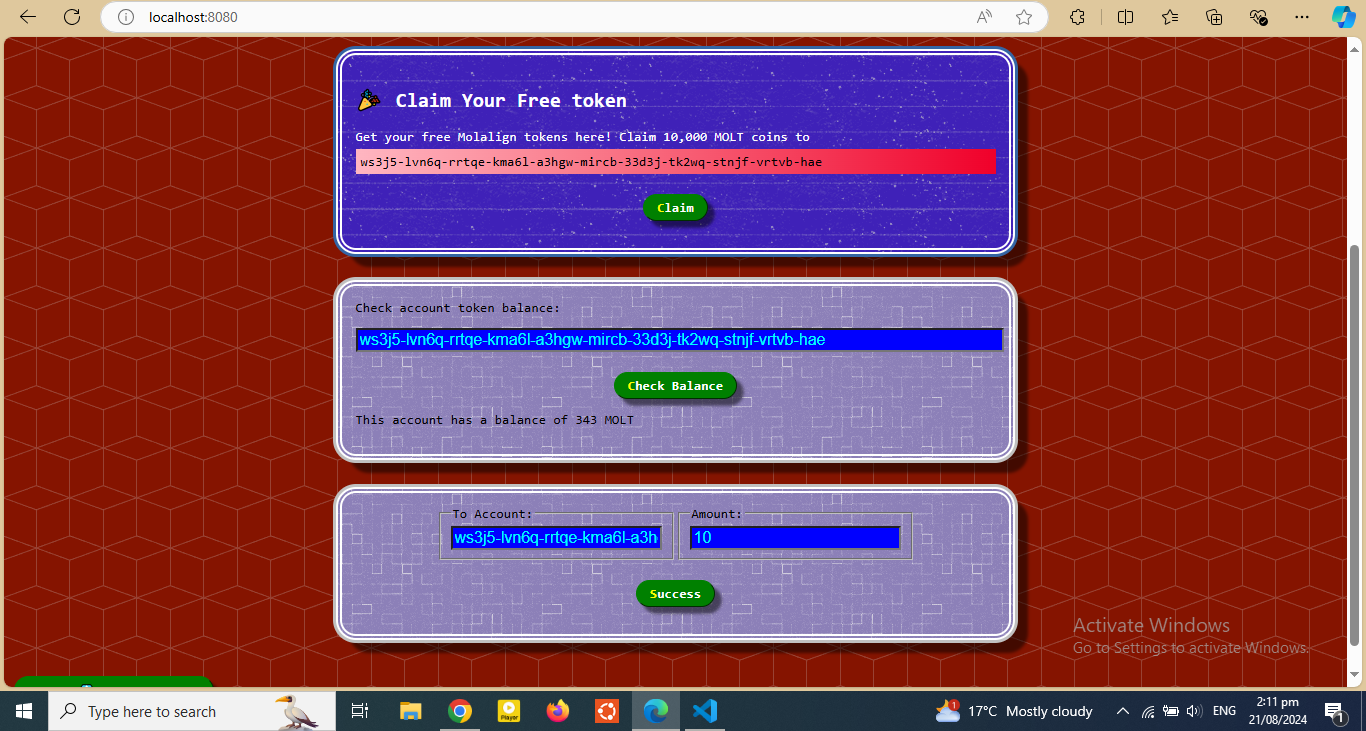 localhost:8080
Claim Your Free token
Get your free Molalign tokens here! Claim 10,000 MOLT coins to
ws3j5-lvn6q-rrtqe-kma6l-a3hgw-mircb-33d3j-tk2wq-stnjf-vrtvb-hae
Claim
Check account token balance:
ws3j5-lvn6q-rrtqe-kma6l-a3hgw-mircb-33d3j-tk2wq-stnjf-vrtvb-hae
Check Balance
This account has a balance of 343 MOLT
To Account: Amount:
ws3j5-lvn6q-rrtqe-kma6l-a3h 10
Success
Activate Windows
Go to Settings to activate Windows.
Type here to search
Player
1
17°C Mostly cloudy
ENG
2:11 pm
21/08/2024
1